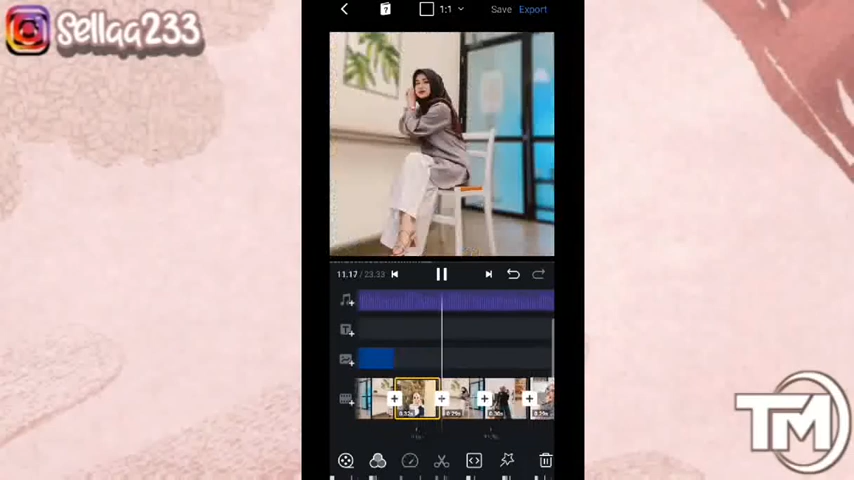 Sellaa233
1:1
Save
Export
11.17 / 23.33
TM